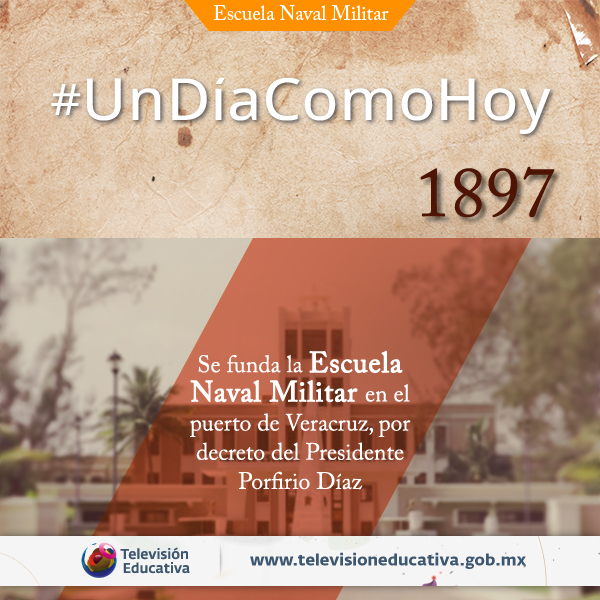 Escuela Naval Militar
#UnDíaComoHoy
1897
Se funda la Escuela
Naval Militar en el
puerto de Veracruz, por
decreto del Presidente
Porfirio Díaz
Televisión
Educativa
www.televisioneducativa.gob.mx